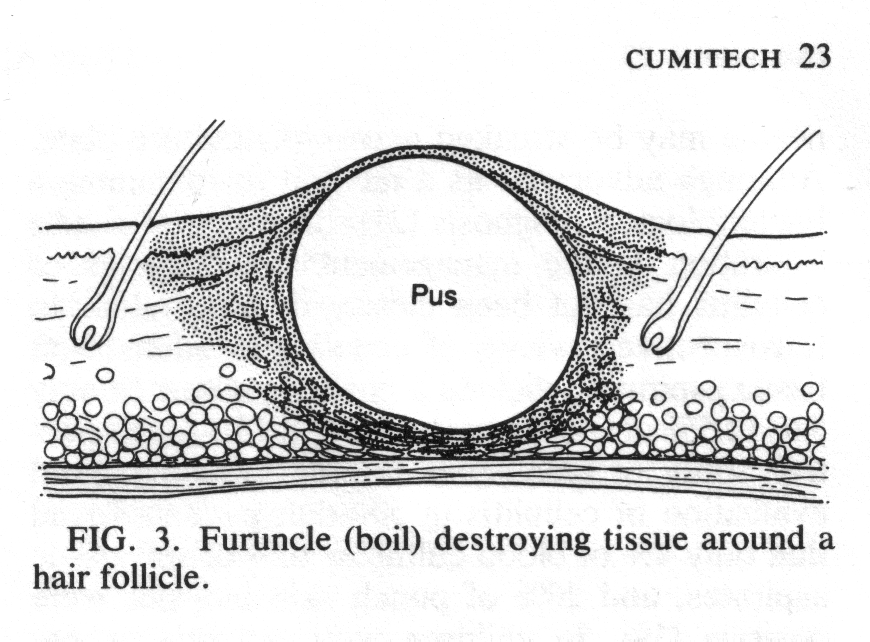 CUMITECH 23
Pus
FIG. 3. Furuncle (boil) destroying tissue around a
hair follicle.